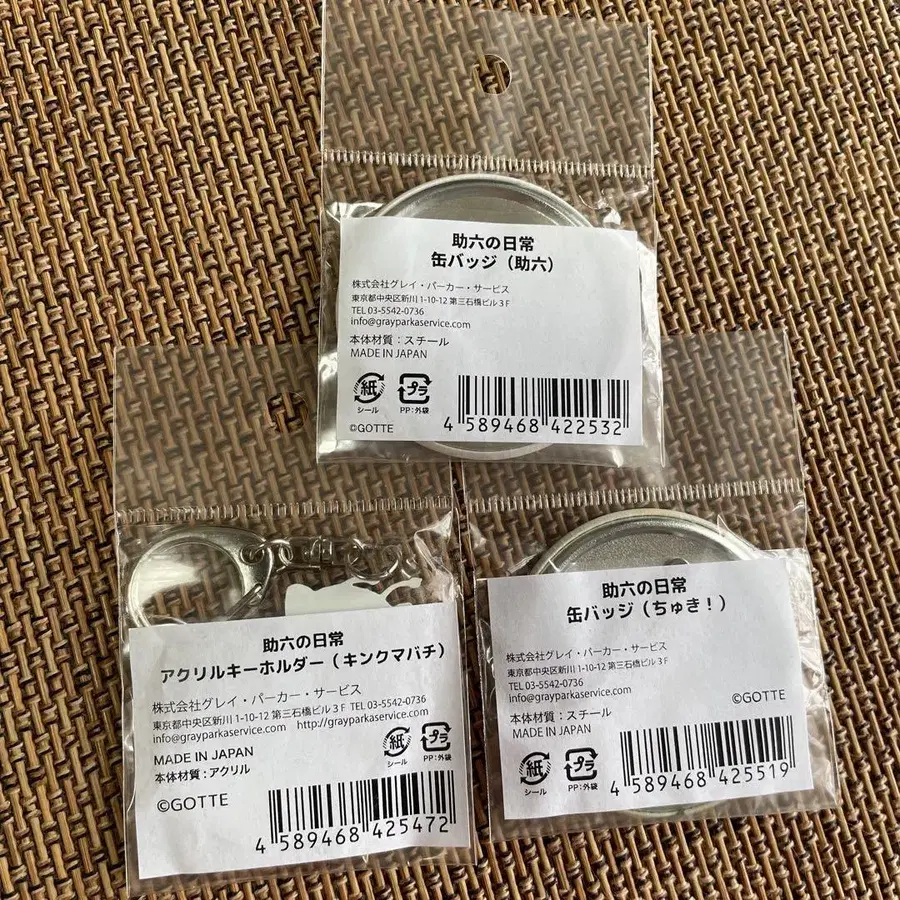 助六の日常
缶バッジ（助六）
株式会社グレイ・パーカー・サービス
東京都中央区新川 1-10-12 第三石橋ビル 3 F
TEL 03-5542-0736
info@grayparkaservice.com
本体材質：スチール
MADE IN JAPAN
紙
シール
プラ
PP：外袋
©GOTTE
4 589468 422532
助六の日常
アクリルキーホルダー（キンクマバチ）
株式会社グレイ・パーカー・サービス
東京都中央区新川 1-10-12 第三石橋ビル 3 F TEL 03-5542-0736
info@grayparkaservice.com http://grayparkaservice.com
MADE IN JAPAN
本体材質：アクリル
紙
シール
プラ
PP：外袋
©GOTTE
4 589468 425472
助六の日常
缶バッジ（ちゅき！）
株式会社グレイ・パーカー・サービス
東京都中央区新川 1-10-12 第三石橋ビル 3 F
TEL 03-5542-0736
info@grayparkaservice.com
©GOTTE
本体材質：スチール
MADE IN JAPAN
紙
シール
プラ
PP：外袋
4 589468 425519